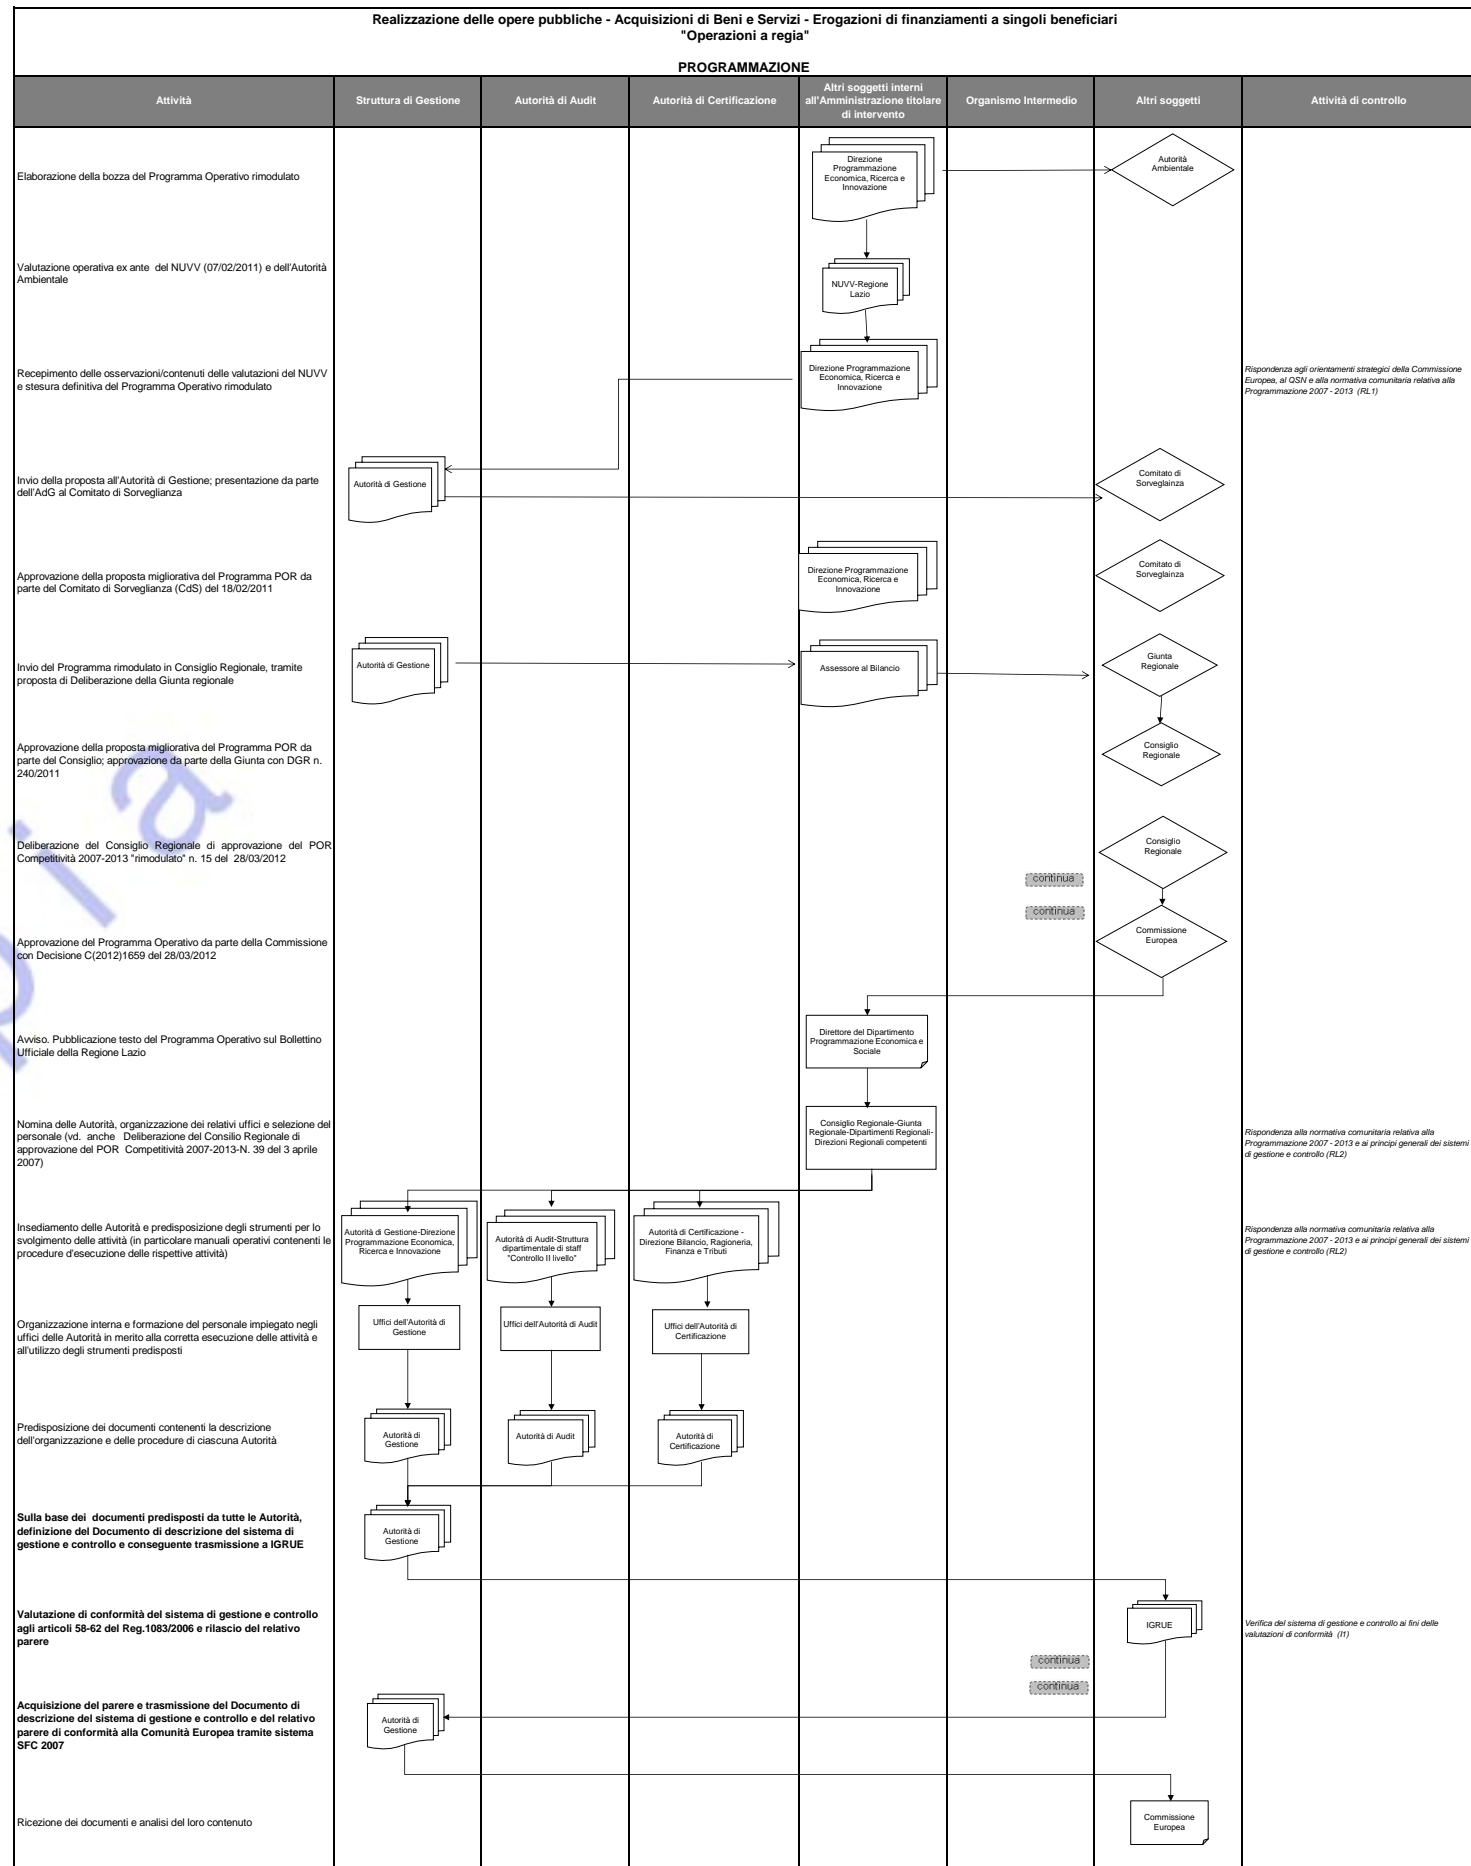 Realizzazione delle opere pubbliche - Acquisizioni di Beni e Servizi - Erogazioni di finanziamenti a singoli beneficiari
"Operazioni a regia"
PROGRAMMAZIONE
Attività
Struttura di Gestione
Autorità di Audit
Autorità di Certificazione
Altri soggetti interni
all'Amministrazione titolare
di intervento
Organismo Intermedio
Altri soggetti
Attività di controllo
Elaborazione della bozza del Programma Operativo rimodulato
Direzione
Programmazione
Economica, Ricerca e
Innovazione
Autorità
Ambientale
Valutazione operativa ex ante del NUVV (07/02/2011) e dell'Autorità
Ambientale
NUVV-Regione
Lazio
Recepimento delle osservazioni/contenuti delle valutazioni del NUVV
e stesura definitiva del Programma Operativo rimodulato
Direzione Programmazione
Economica, Ricerca e
Innovazione
Rispondenza agli orientamenti strategici della Commissione
Europea, al QSN e alla normativa comunitaria relativa alla
Programmazione 2007 - 2013 (RL1)
Invio della proposta all'Autorità di Gestione; presentazione da parte
dell'AdG al Comitato di Sorveglianza
Autorità di Gestione
Comitato di
Sorveglainza
Approvazione della proposta migliorativa del Programma POR da
parte del Comitato di Sorveglianza (CdS) del 18/02/2011
Direzione Programmazione
Economica, Ricerca e
Innovazione
Comitato di
Sorveglainza
Invio del Programma rimodulato in Consiglio Regionale, tramite
proposta di Deliberazione della Giunta regionale
Autorità di Gestione
Assessore al Bilancio
Giunta
Regionale
Approvazione della proposta migliorativa del Programma POR da
parte del Consiglio; approvazione da parte della Giunta con DGR n.
240/2011
Consiglio
Regionale
Deliberazione del Consiglio Regionale di approvazione del POR
Competitività 2007-2013 "rimodulato" n. 15 del 28/03/2012
Consiglio
Regionale
continua
continua
Approvazione del Programma Operativo da parte della Commissione
con Decisione C(2012)1659 del 28/03/2012
Commissione
Europea
Avviso. Pubblicazione testo del Programma Operativo sul Bollettino
Ufficiale della Regione Lazio
Direttore del Dipartimento
Programmazione Economica e
Sociale
Nomina delle Autorità, organizzazione dei relativi uffici e selezione del
personale (vd. anche Deliberazione del Consilio Regionale di
approvazione del POR Competitività 2007-2013-N. 39 del 3 aprile
2007)
Consiglio Regionale-Giunta
Regionale-Dipartimenti Regionali-
Direzioni Regionali competenti
Rispondenza alla normativa comunitaria relativa alla
Programmazione 2007 - 2013 e ai principi generali dei sistemi
di gestione e controllo (RL2)
Insediamento delle Autorità e predisposizione degli strumenti per lo
svolgimento delle attività (in particolare manuali operativi contenenti le
procedure d'esecuzione delle rispettive attività)
Autorità di Gestione-Direzione
Programmazione Economica,
Ricerca e Innovazione
Autorità di Audit-Struttura
dipartimentale di staff
"Controllo II livello"
Autorità di Certificazione -
Direzione Bilancio, Ragioneria,
Finanza e Tributi
Rispondenza alla normativa comunitaria relativa alla
Programmazione 2007 - 2013 e ai principi generali dei sistemi
di gestione e controllo (RL2)
Organizzazione interna e formazione del personale impiegato negli
uffici delle Autorità in merito alla corretta esecuzione delle attività e
all'utilizzo degli strumenti predisposti
Uffici dell'Autorità di
Gestione
Uffici dell'Autorità di Audit
Uffici dell'Autorità di
Certificazione
Predisposizione dei documenti contenenti la descrizione
dell'organizzazione e delle procedure di ciascuna Autorità
Autorità di
Gestione
Autorità di Audit
Autorità di
Certificazione
Sulla base dei documenti predisposti da tutte le Autorità,
definizione del Documento di descrizione del sistema di
gestione e controllo e conseguente trasmissione a IGRUE
Autorità di
Gestione
Valutazione di conformità del sistema di gestione e controllo
agli articoli 58-62 del Reg.1083/2006 e rilascio del relativo
parere
IGRUE
Verifica del sistema di gestione e controllo ai fini delle
valutazioni di conformità (I1)
continua
continua
Acquisizione del parere e trasmissione del Documento di
descrizione del sistema di gestione e controllo e del relativo
parere di conformità alla Comunità Europea tramite sistema
SFC 2007
Autorità di
Gestione
Ricezione dei documenti e analisi del loro contenuto
Commissione
Europea
p i a